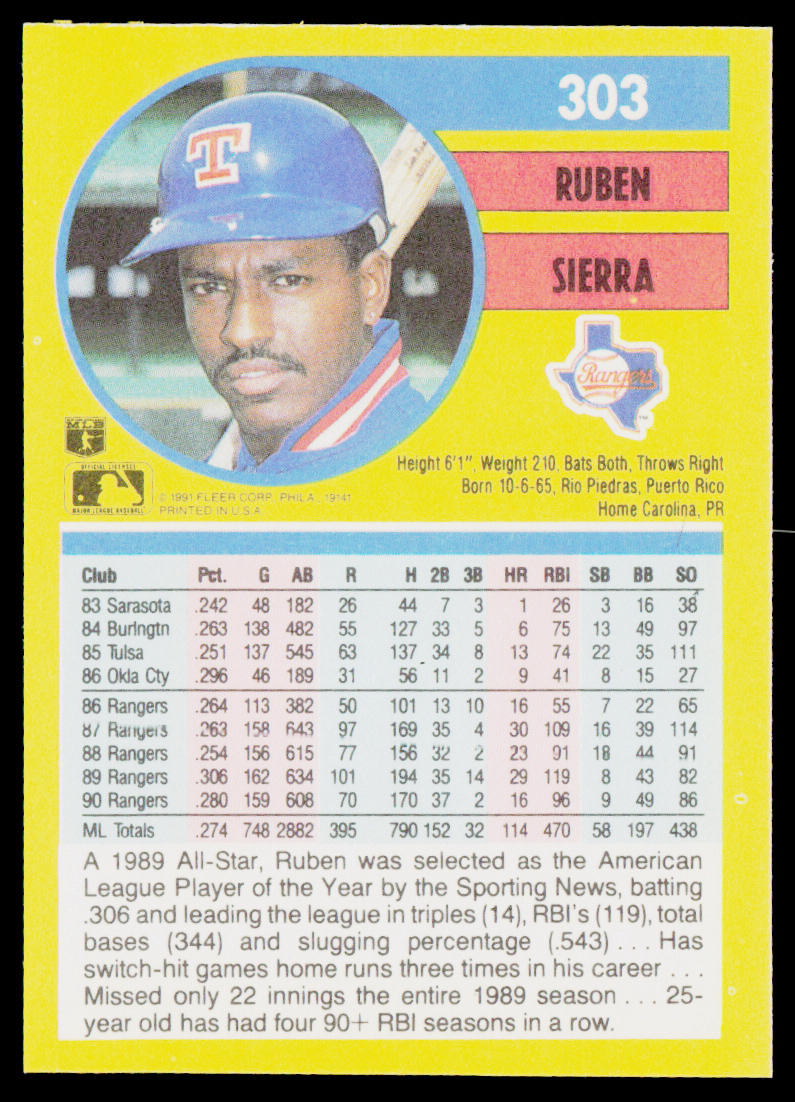 303
RUBEN
SIERRA
T
Rangers
TM
MLB
OFFICIAL LICENSEE
MAJOR LEAGUE BASEBALL
© 1991 FLEER CORP. PHILA., 19141
PRINTED IN U.S.A.
Height 6'1", Weight 210, Bats Both, Throws Right
Born 10-6-65, Rio Piedras, Puerto Rico
Home Carolina, PR
Club Pct. G AB R H 2B 3B HR RBI SB BB SO
83 Sarasota .242 48 182 26 44 7 3 1 26 3 16 38
84 Burlngtn .263 138 482 55 127 33 5 6 75 13 49 97
85 Tulsa .251 137 545 63 137 34 8 13 74 22 35 111
86 Okla Cty .296 46 189 31 56 11 2 9 41 8 15 27
86 Rangers .264 113 382 50 101 13 10 16 55 7 22 65
87 Rangers .263 158 643 97 169 35 4 30 109 16 39 114
88 Rangers .254 156 615 77 156 32 2 23 91 18 44 91
89 Rangers .306 162 634 101 194 35 14 29 119 8 43 82
90 Rangers .280 159 608 70 170 37 2 16 96 9 49 86
ML Totals .274 748 2882 395 790 152 32 114 470 58 197 438
A 1989 All-Star, Ruben was selected as the American
League Player of the Year by the Sporting News, batting
.306 and leading the league in triples (14), RBI's (119), total
bases (344) and slugging percentage (.543) . . . Has
switch-hit games home runs three times in his career . . .
Missed only 22 innings the entire 1989 season . . . 25-
year old has had four 90+ RBI seasons in a row.